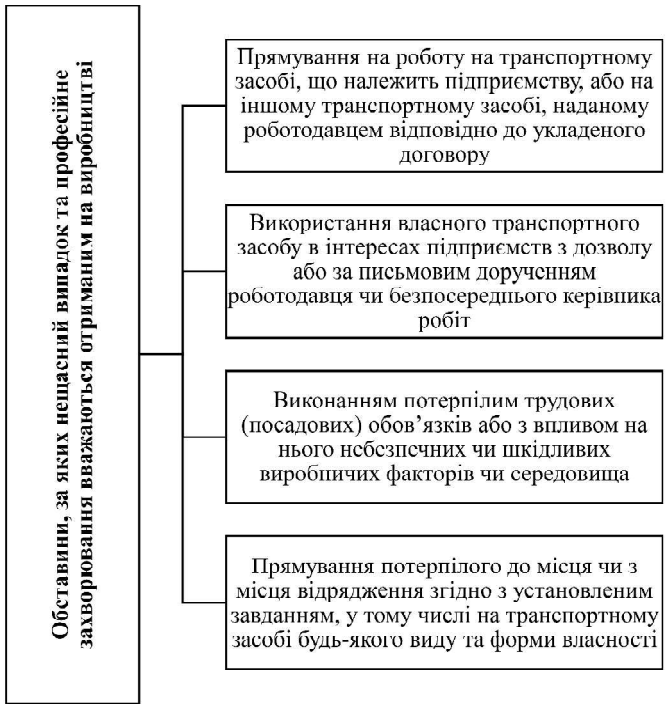 Обставини, за яких нещасний випадок та професійне
захворювання вважаються отриманим на виробництві
Прямування на роботу на транспортному
засобі, що належить підприємству, або на
іншому транспортному засобі, наданому
роботодавцем відповідно до укладеного
договору
Використання власного транспортного
засобу в інтересах підприємств з дозволу
або за письмовим дорученням
роботодавця чи безпосереднього керівника
робіт
Виконанням потерпілим трудових
(посадових) обов’язків або з впливом на
нього небезпечних чи шкідливих
виробничих факторів чи середовища
Прямування потерпілого до місця чи з
місця відрядження згідно з установленим
завданням, у тому числі на транспортному
засобі будь-якого виду та форми власності